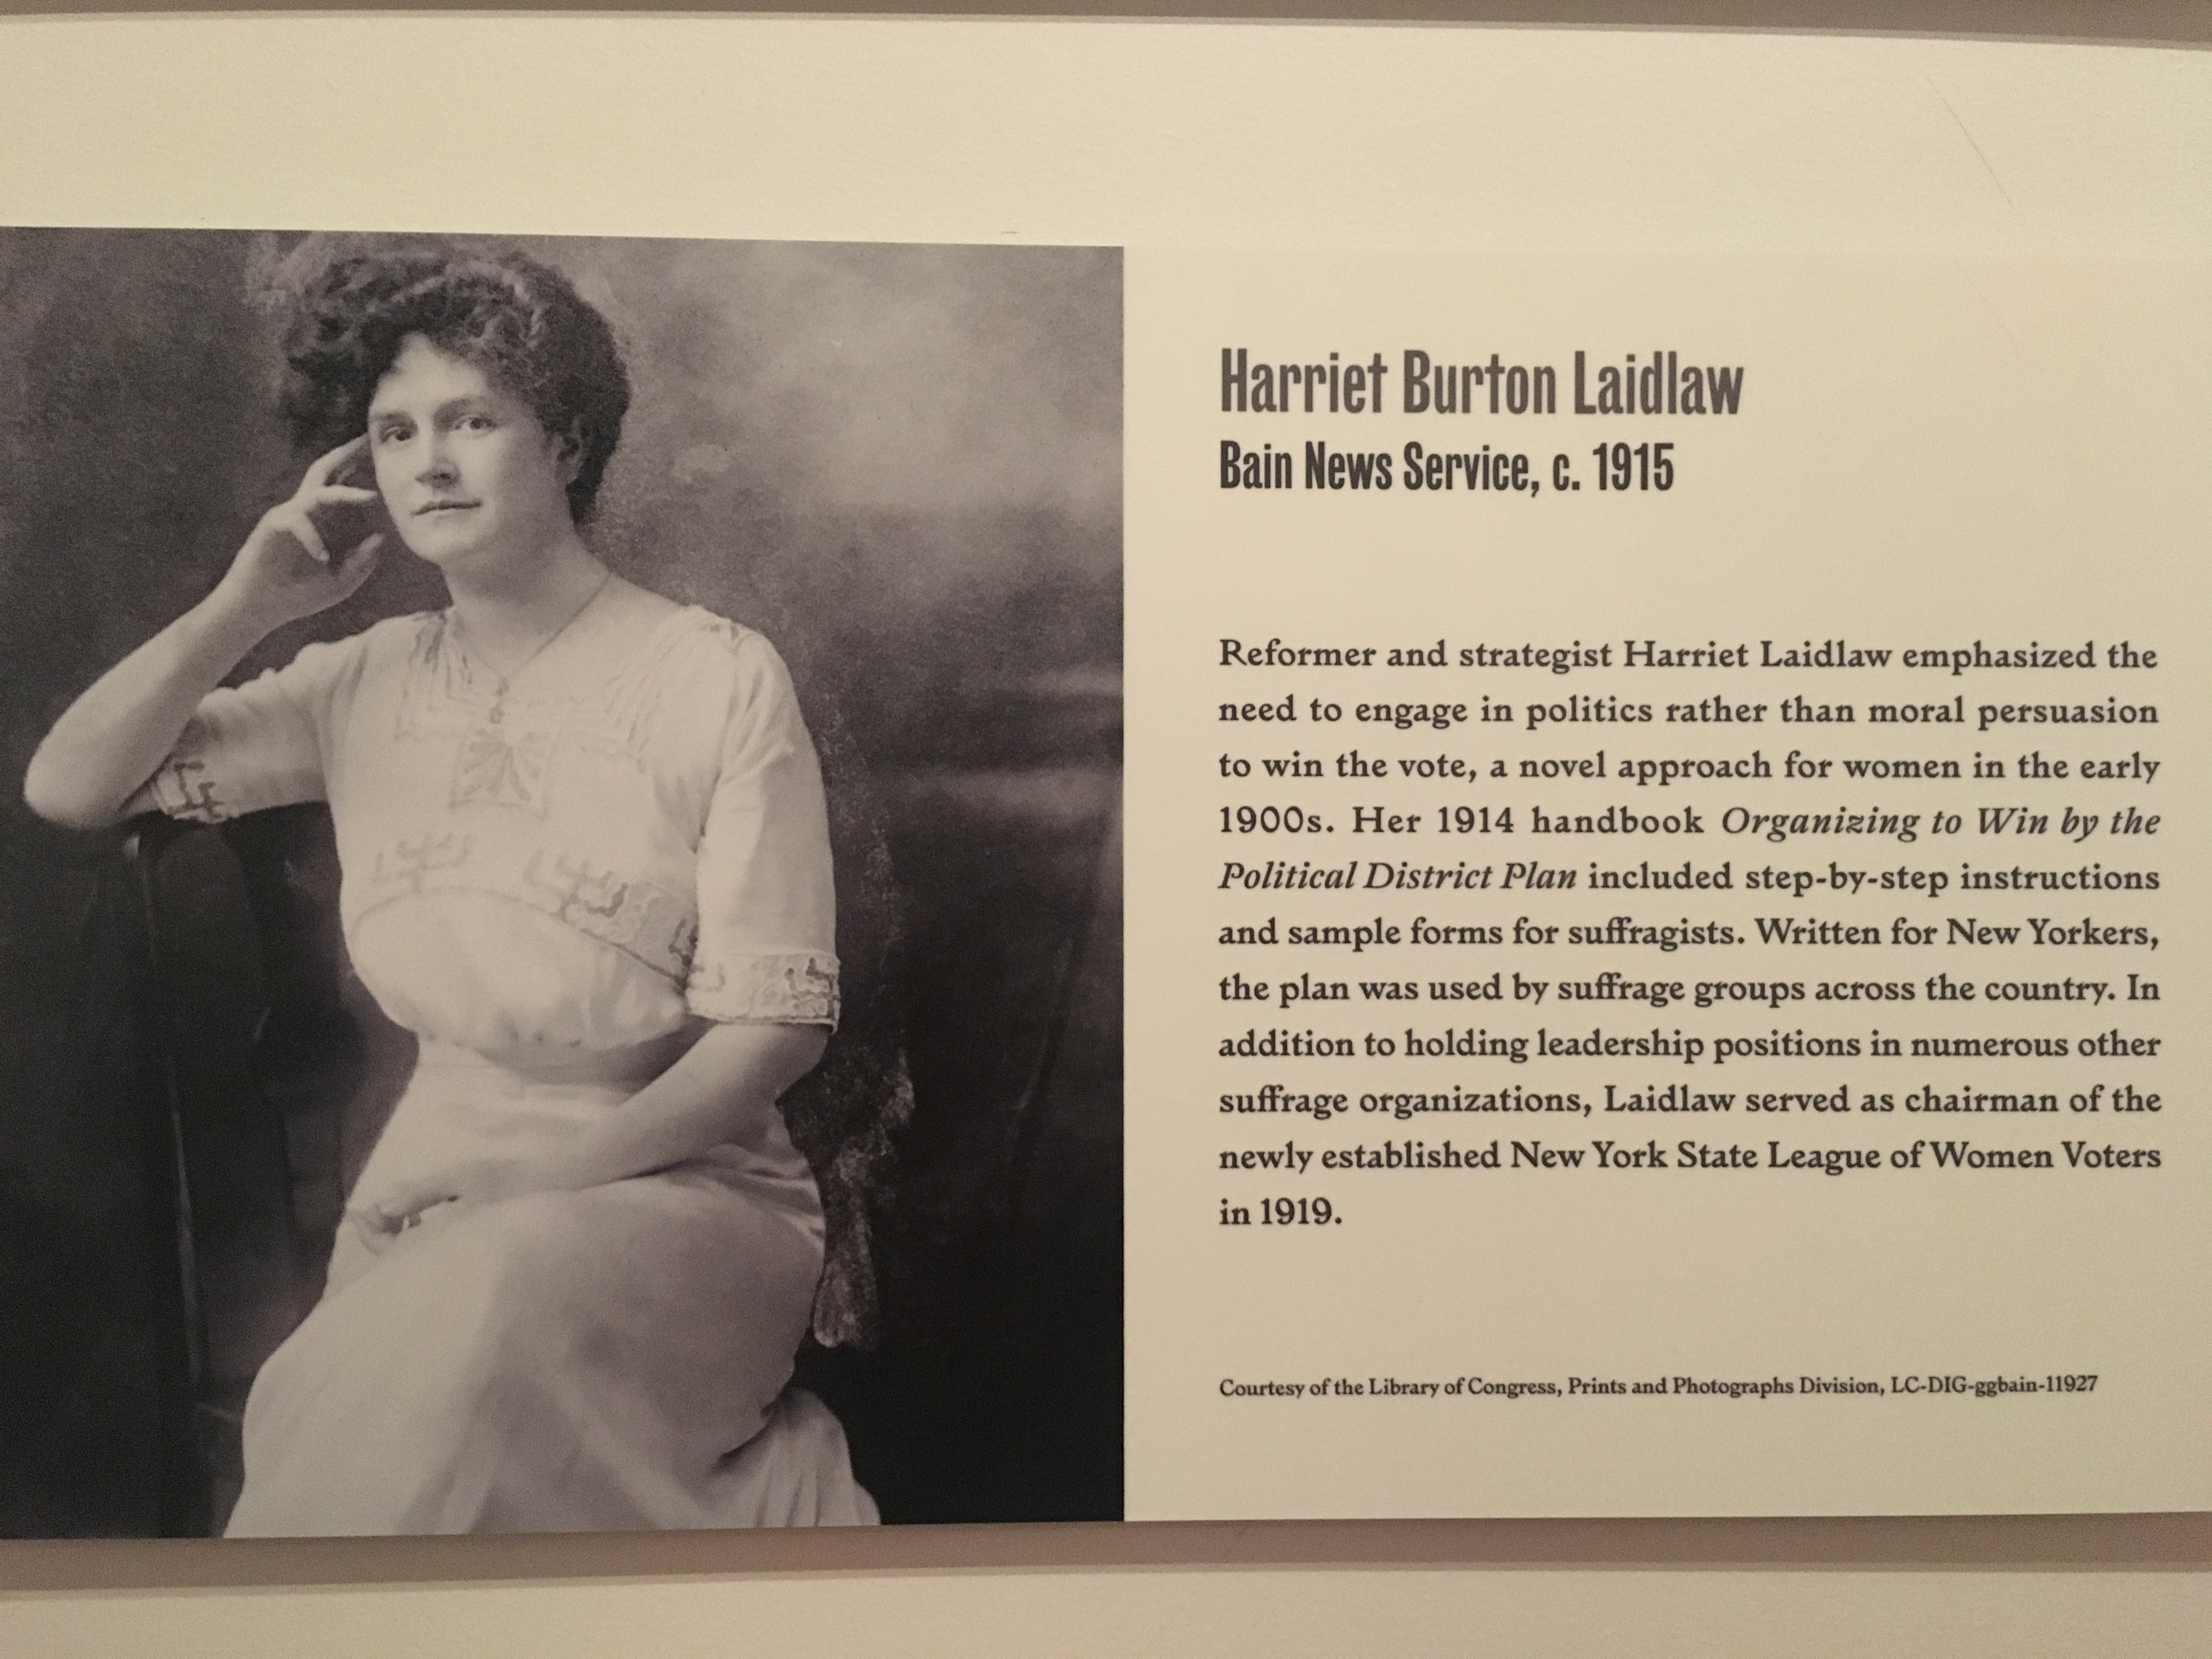 Harriet Burton Laidlaw
Bain News Service, c. 1915
Reformer and strategist Harriet Laidlaw emphasized the
need to engage in politics rather than moral persuasion
to win the vote, a novel approach for women in the early
1900s. Her 1914 handbook Organizing to Win by the
Political District Plan included step-by-step instructions
and sample forms for suffragists. Written for New Yorkers,
the plan was used by suffrage groups across the country. In
addition to holding leadership positions in numerous other
suffrage organizations, Laidlaw served as chairman of the
newly established New York State League of Women Voters
in 1919.
Courtesy of the Library of Congress, Prints and Photographs Division, LC-DIG-ggbain-11927